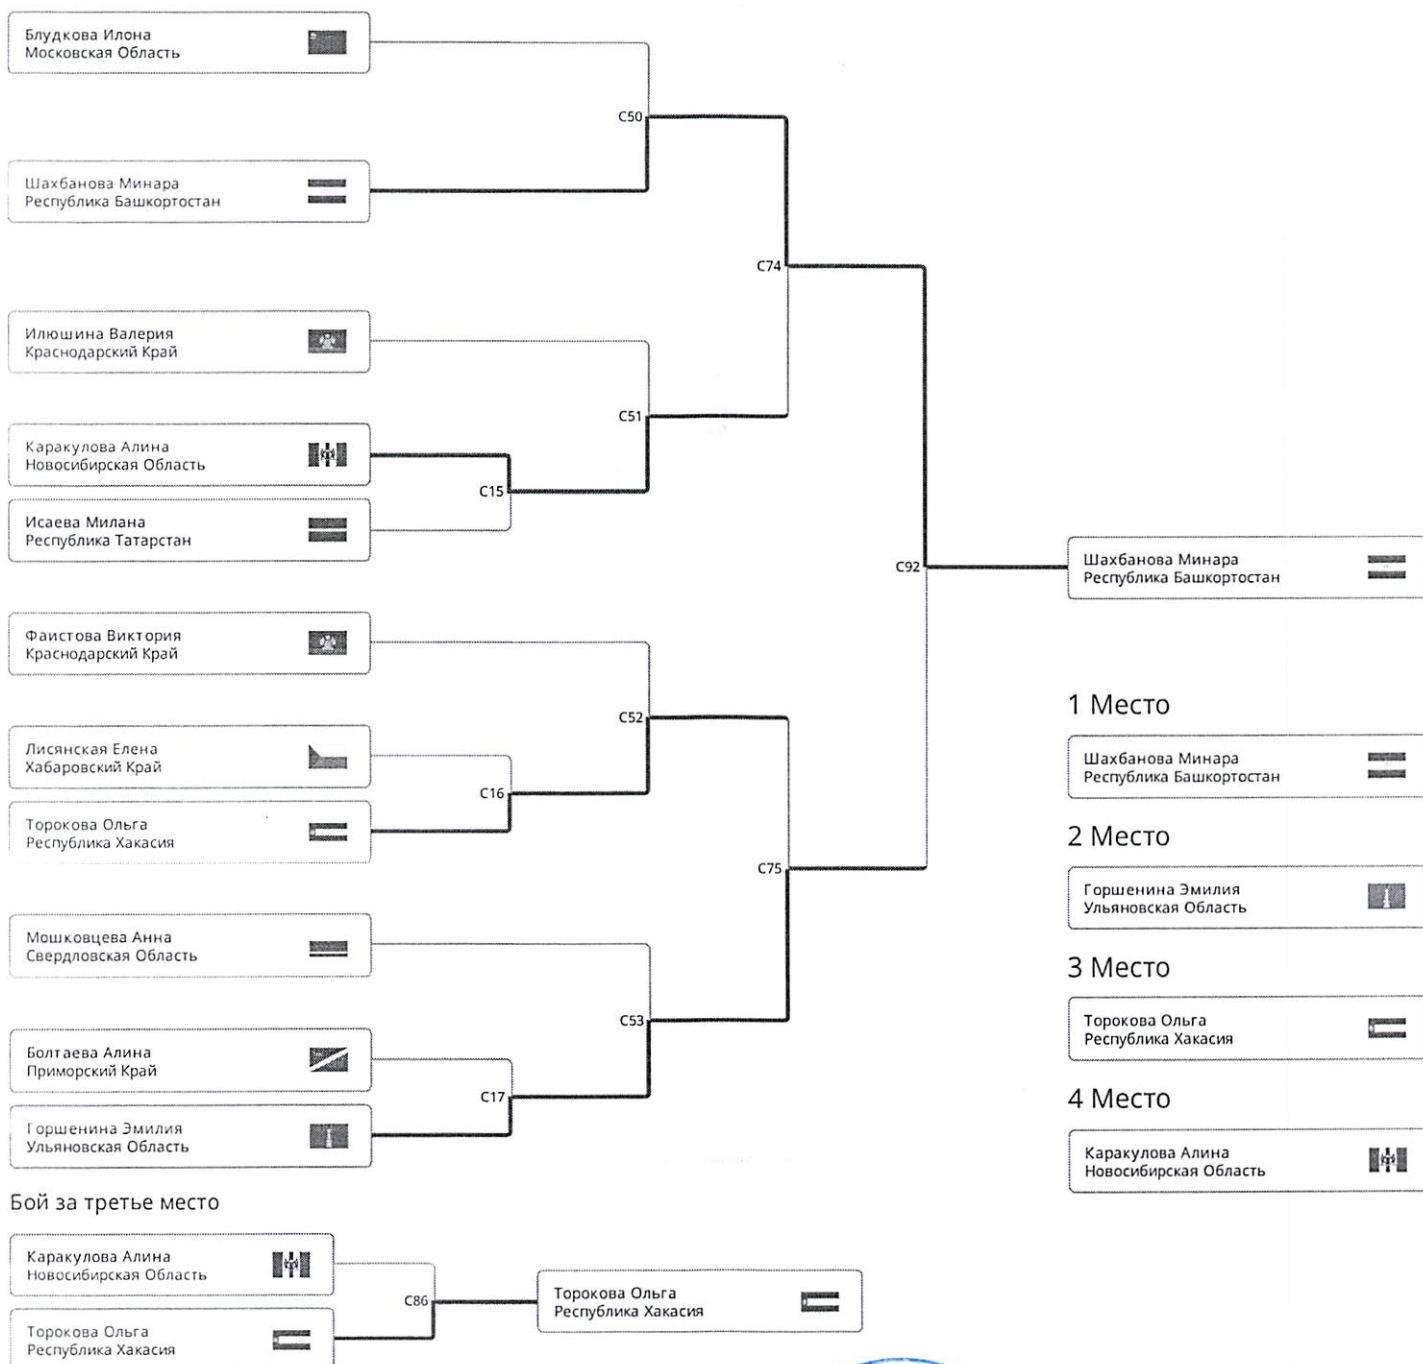 Блудкова Илона
Московская Область
C50
Шахбанова Минара
Республика Башкортостан
C74
Илюшина Валерия
Краснодарский Край
C51
Каракулова Алина
Новосибирская Область
C15
Исаева Милана
Республика Татарстан
C92
Шахбанова Минара
Республика Башкортостан
Фаистова Виктория
Краснодарский Край
C52
Лисянская Елена
Хабаровский Край
C16
Торокова Ольга
Республика Хакасия
C75
Мошковцева Анна
Свердловская Область
C53
Болтаева Алина
Приморский Край
C17
Горшенина Эмилия
Ульяновская Область
1 Место
Шахбанова Минара
Республика Башкортостан
2 Место
Горшенина Эмилия
Ульяновская Область
3 Место
Торокова Ольга
Республика Хакасия
4 Место
Каракулова Алина
Новосибирская Область
Бой за третье место
Каракулова Алина
Новосибирская Область
C86
Торокова Ольга
Республика Хакасия
Торокова Ольга
Республика Хакасия